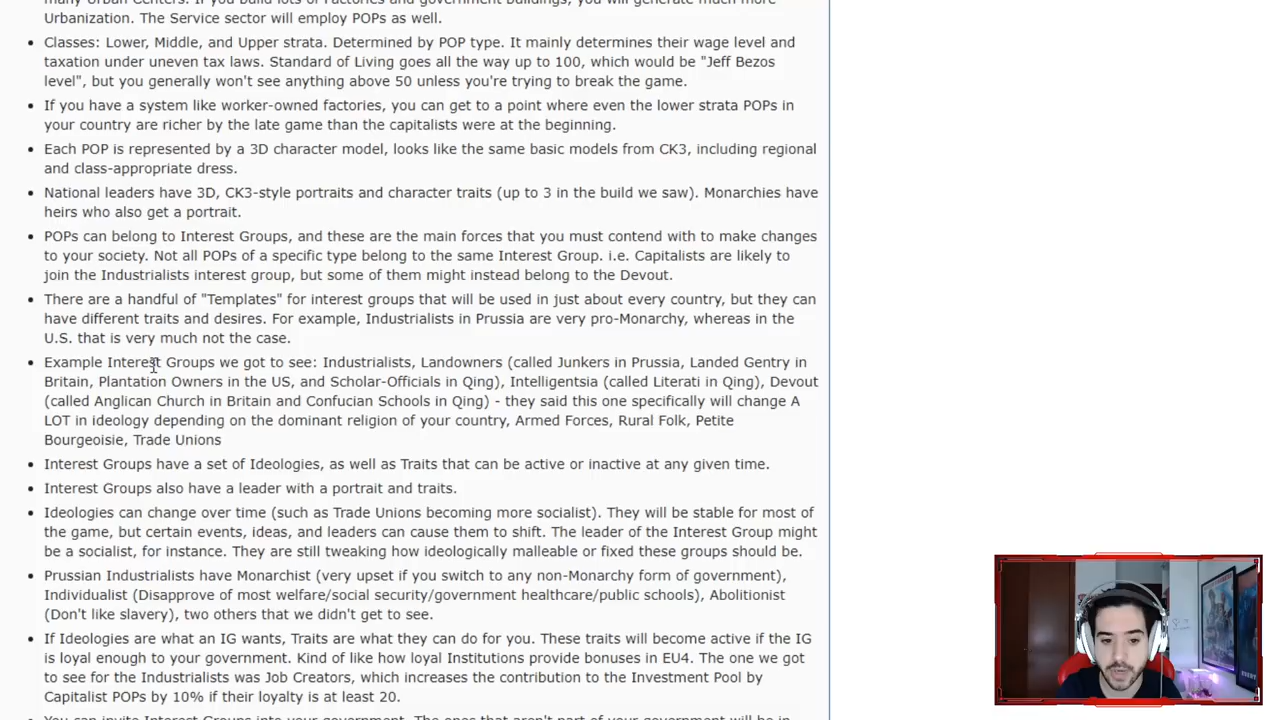 many Urban Centers. If you build lots of Factories and government buildings, you will generate much more
Urbanization. The Service sector will employ POPs as well.
Classes: Lower, Middle, and Upper strata. Determined by POP type. It mainly determines their wage level and
taxation under uneven tax laws. Standard of Living goes all the way up to 100, which would be "Jeff Bezos
level", but you generally won't see anything above 50 unless you're trying to break the game.
If you have a system like worker-owned factories, you can get to a point where even the lower strata POPs in
your country are richer by the late game than the capitalists were at the beginning.
Each POP is represented by a 3D character model, looks like the same basic models from CK3, including regional
and class-appropriate dress.
National leaders have 3D, CK3-style portraits and character traits (up to 3 in the build we saw). Monarchies have
heirs who also get a portrait.
POPs can belong to Interest Groups, and these are the main forces that you must contend with to make changes
to your society. Not all POPs of a specific type belong to the same Interest Group. i.e. Capitalists are likely to
join the Industrialists interest group, but some of them might instead belong to the Devout.
There are a handful of "Templates" for interest groups that will be used in just about every country, but they can
have different traits and desires. For example, Industrialists in Prussia are very pro-Monarchy, whereas in the
U.S. that is very much not the case.
Example Interest Groups we got to see: Industrialists, Landowners (called Junkers in Prussia, Landed Gentry in
Britain, Plantation Owners in the US, and Scholar-Officials in Qing), Intelligentsia (called Literati in Qing), Devout
(called Anglican Church in Britain and Confucian Schools in Qing) - they said this one specifically will change A
LOT in ideology depending on the dominant religion of your country, Armed Forces, Rural Folk, Petite
Bourgeoisie, Trade Unions
Interest Groups have a set of Ideologies, as well as Traits that can be active or inactive at any given time.
Interest Groups also have a leader with a portrait and traits.
Ideologies can change over time (such as Trade Unions becoming more socialist). They will be stable for most of
the game, but certain events, ideas, and leaders can cause them to shift. The leader of the Interest Group might
be a socialist, for instance. They are still tweaking how ideologically malleable or fixed these groups should be.
Prussian Industrialists have Monarchist (very upset if you switch to any non-Monarchy form of government),
Individualist (Disapprove of most welfare/social security/government healthcare/public schools), Abolitionist
(Don't like slavery), two others that we didn't get to see.
If Ideologies are what an IG wants, Traits are what they can do for you. These traits will become active if the IG
is loyal enough to your government. Kind of like how loyal Institutions provide bonuses in EU4. The one we got
to see for the Industrialists was Job Creators, which increases the contribution to the Investment Pool by
Capitalist POPs by 10% if their loyalty is at least 20.
You can invite Interest Groups into your government. The ones that aren't part of your government will be in